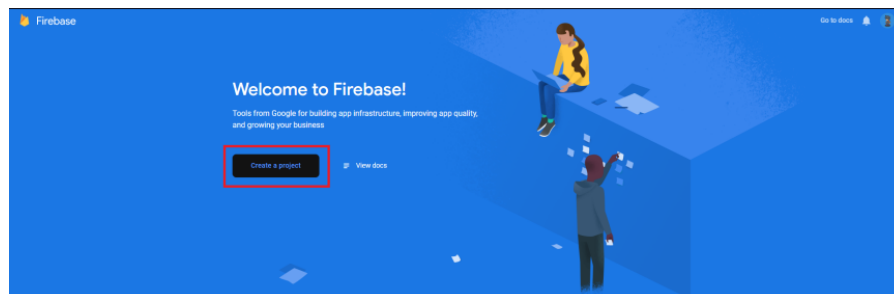 Firebase
Go to docs
Welcome to Firebase!
Tools from Google for building app infrastructure, improving app quality,
and growing your business
Create a project
View docs